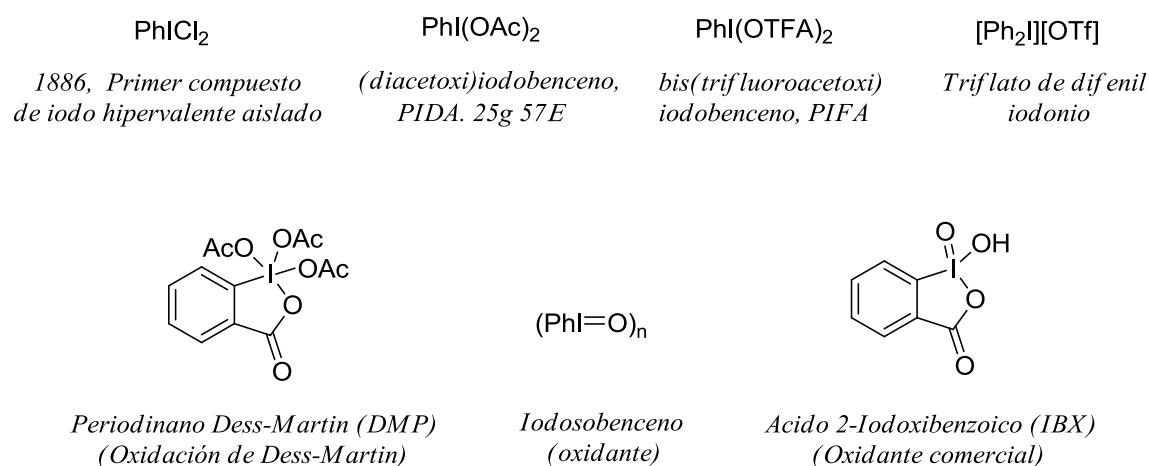 PhICl2
PhI(OAc)2
PhI(OTFA)2
[Ph2I][OTf]
1886, Primer compuesto
de iodo hipervalente aislado
(diacetoxi)iodobenceno,
PIDA. 25g 57E
bis(trifluoroacetoxi)
iodobenceno, PIFA
Triflato de difenil
iodonio
AcO
OAc
OAc
I
O
O
(PhI=O)n
O
OH
I
O
O
Periodinano Dess-Martin (DMP)
(Oxidación de Dess-Martin)
Iodosobenceno
(oxidante)
Acido 2-Iodoxibenzoico (IBX)
(Oxidante comercial)